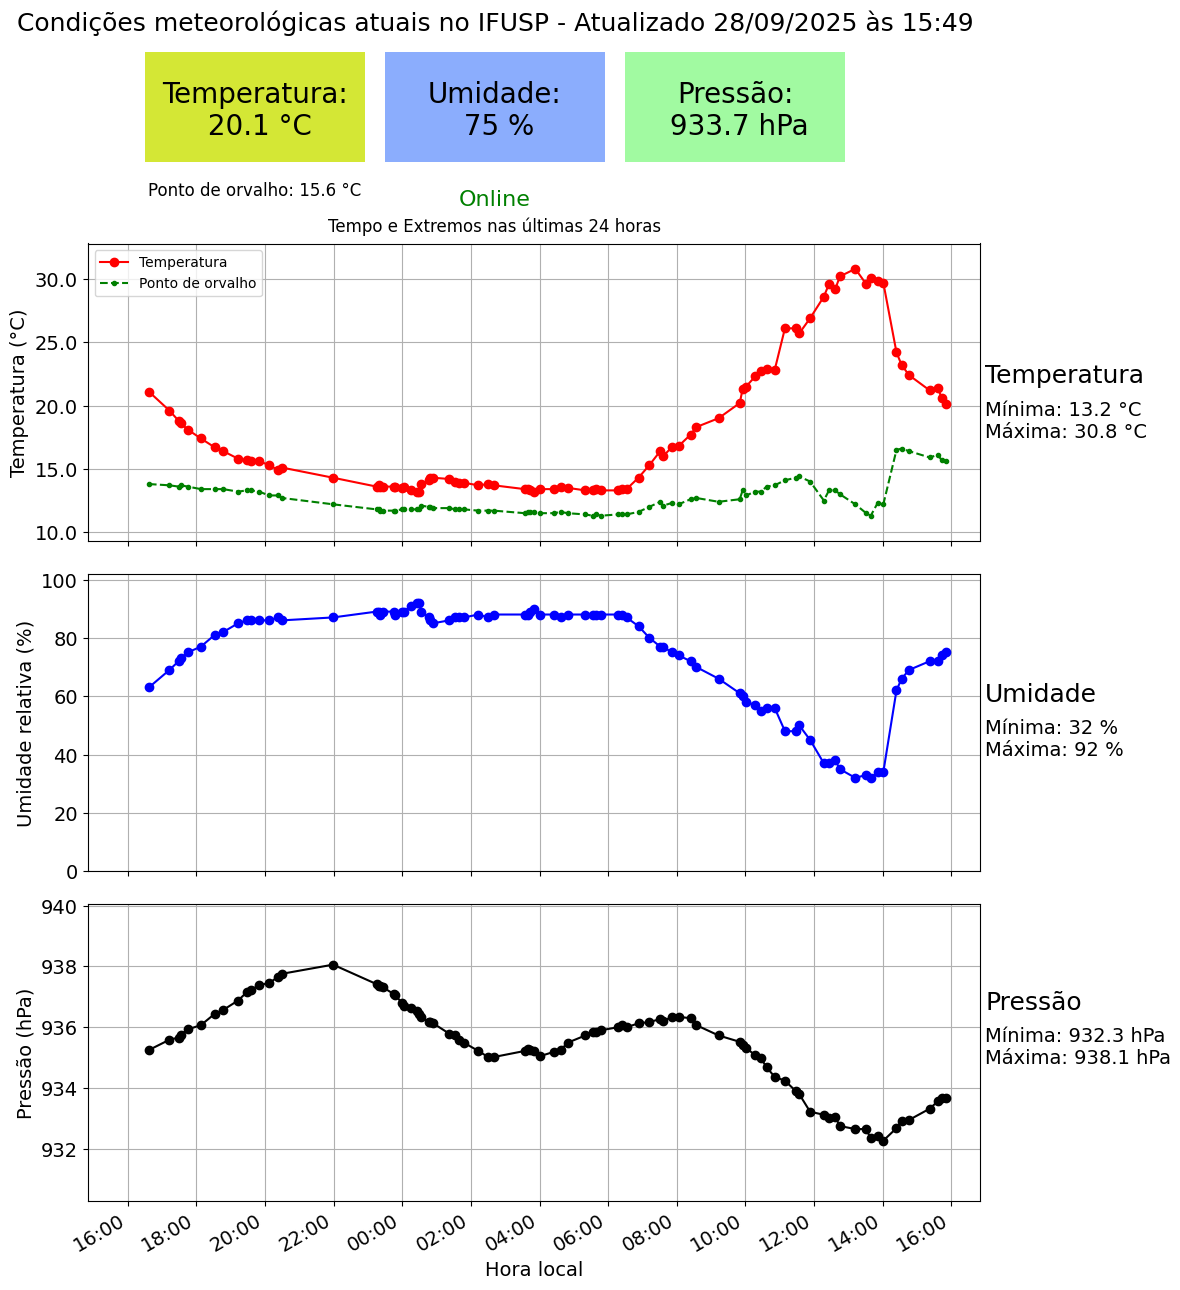 Condições meteorológicas atuais no IFUSP - Atualizado 28/09/2025 às 15:49
Temperatura:
20.1 °C
Umidade:
75 %
Pressão:
933.7 hPa
Ponto de orvalho: 15.6 °C
Online
Tempo e Extremos nas últimas 24 horas
Temperatura
Ponto de orvalho
Temperatura (°C)
30.0
25.0
20.0
15.0
10.0
Temperatura
Mínima: 13.2 °C
Máxima: 30.8 °C
Umidade relativa (%)
100
80
60
40
20
0
Umidade
Mínima: 32 %
Máxima: 92 %
Pressão (hPa)
940
938
936
934
932
Pressão
Mínima: 932.3 hPa
Máxima: 938.1 hPa
16:00
18:00
20:00
22:00
00:00
02:00
04:00
06:00
08:00
10:00
12:00
14:00
16:00
Hora local